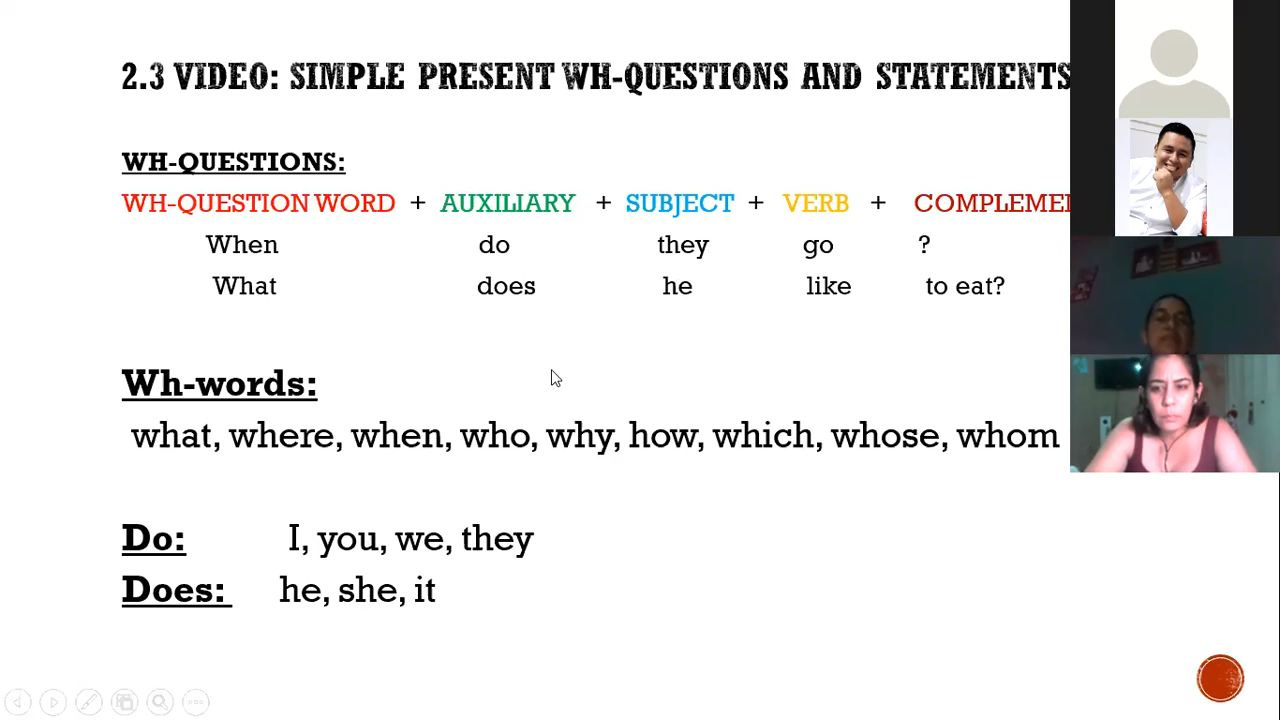 2.3 VIDEO: SIMPLE PRESENT WH-QUESTIONS AND STATEMENTS
WH-QUESTIONS:
WH-QUESTION WORD + AUXILIARY + SUBJECT + VERB + COMPLEME
When do they go ?
What does he like to eat?
Wh-words:
what, where, when, who, why, how, which, whose, whom
Do: I, you, we, they
Does: he, she, it